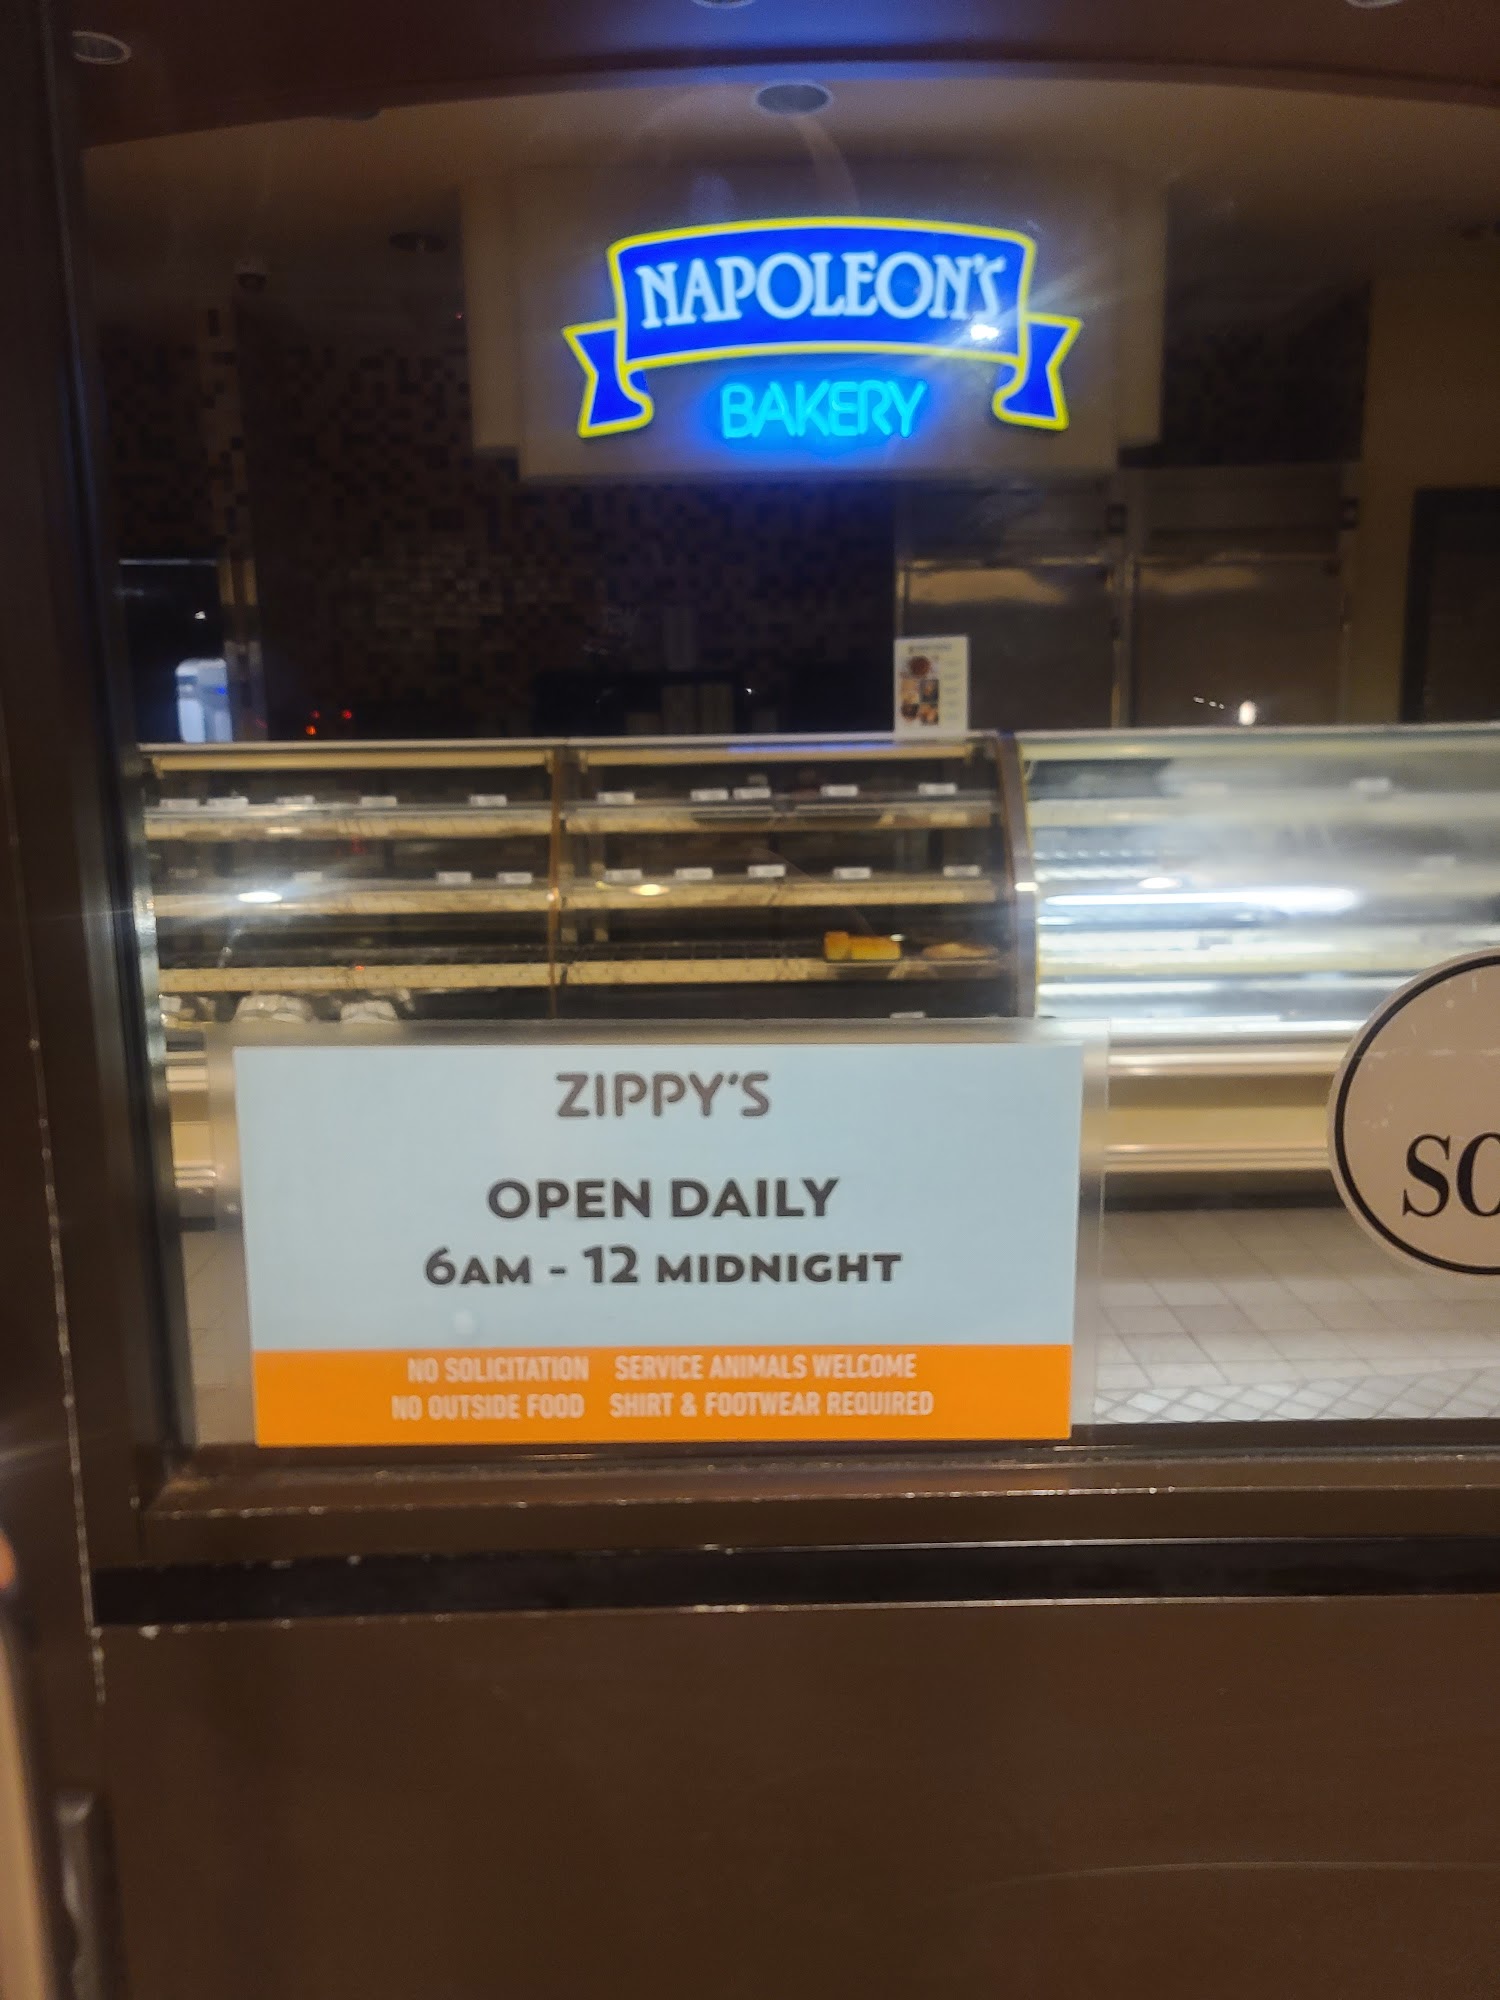 NAPOLEON'S
BAKERY
ZIPPY'S
OPEN DAILY
6AM - 12 MIDNIGHT
NO SOLICITATION SERVICE ANIMALS WELCOME
NO OUTSIDE FOOD SHIRT & FOOTWEAR REQUIRED